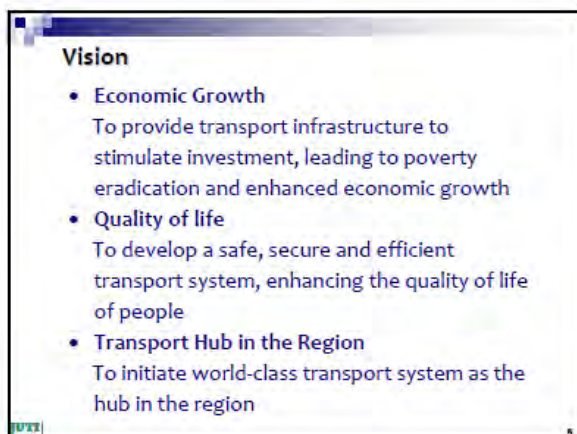 Vision
• Economic Growth
To provide transport infrastructure to
stimulate investment, leading to poverty
eradication and enhanced economic growth
• Quality of life
To develop a safe, secure and efficient
transport system, enhancing the quality of life
of people
• Transport Hub in the Region
To initiate world-class transport system as the
hub in the region